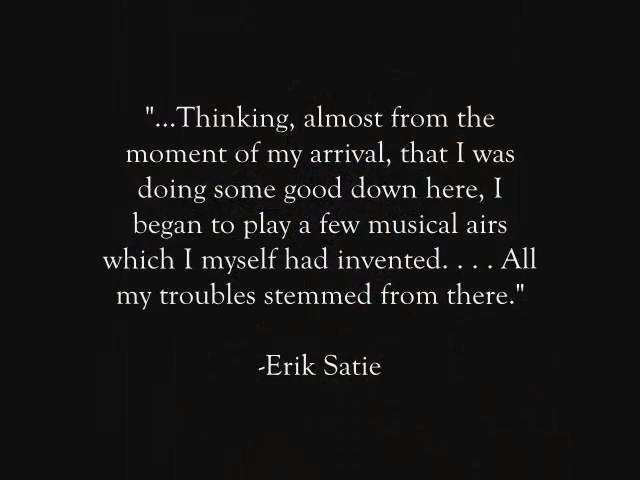 "...Thinking, almost from the
moment of my arrival, that I was
doing some good down here, I
began to play a few musical airs
which I myself had invented. . . . All
my troubles stemmed from there."
-Erik Satie